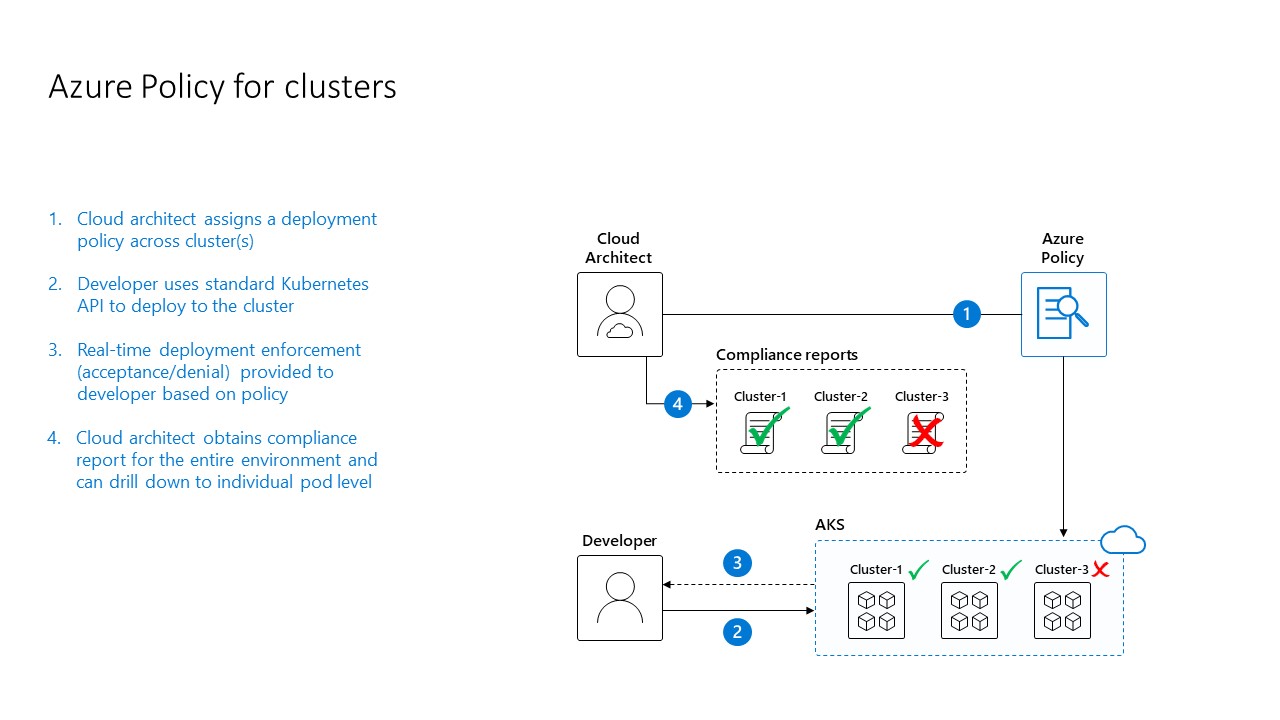 Azure Policy for clusters
1. Cloud architect assigns a deployment
policy across cluster(s)
2. Developer uses standard Kubernetes
API to deploy to the cluster
3. Real-time deployment enforcement
(acceptance/denial) provided to
developer based on policy
4. Cloud architect obtains compliance
report for the entire environment and
can drill down to individual pod level
Cloud
Architect
Azure
Policy
1
Compliance reports
4
Cluster-1
Cluster-2
Cluster-3
AKS
Developer
3
Cluster-1
Cluster-2
Cluster-3
2